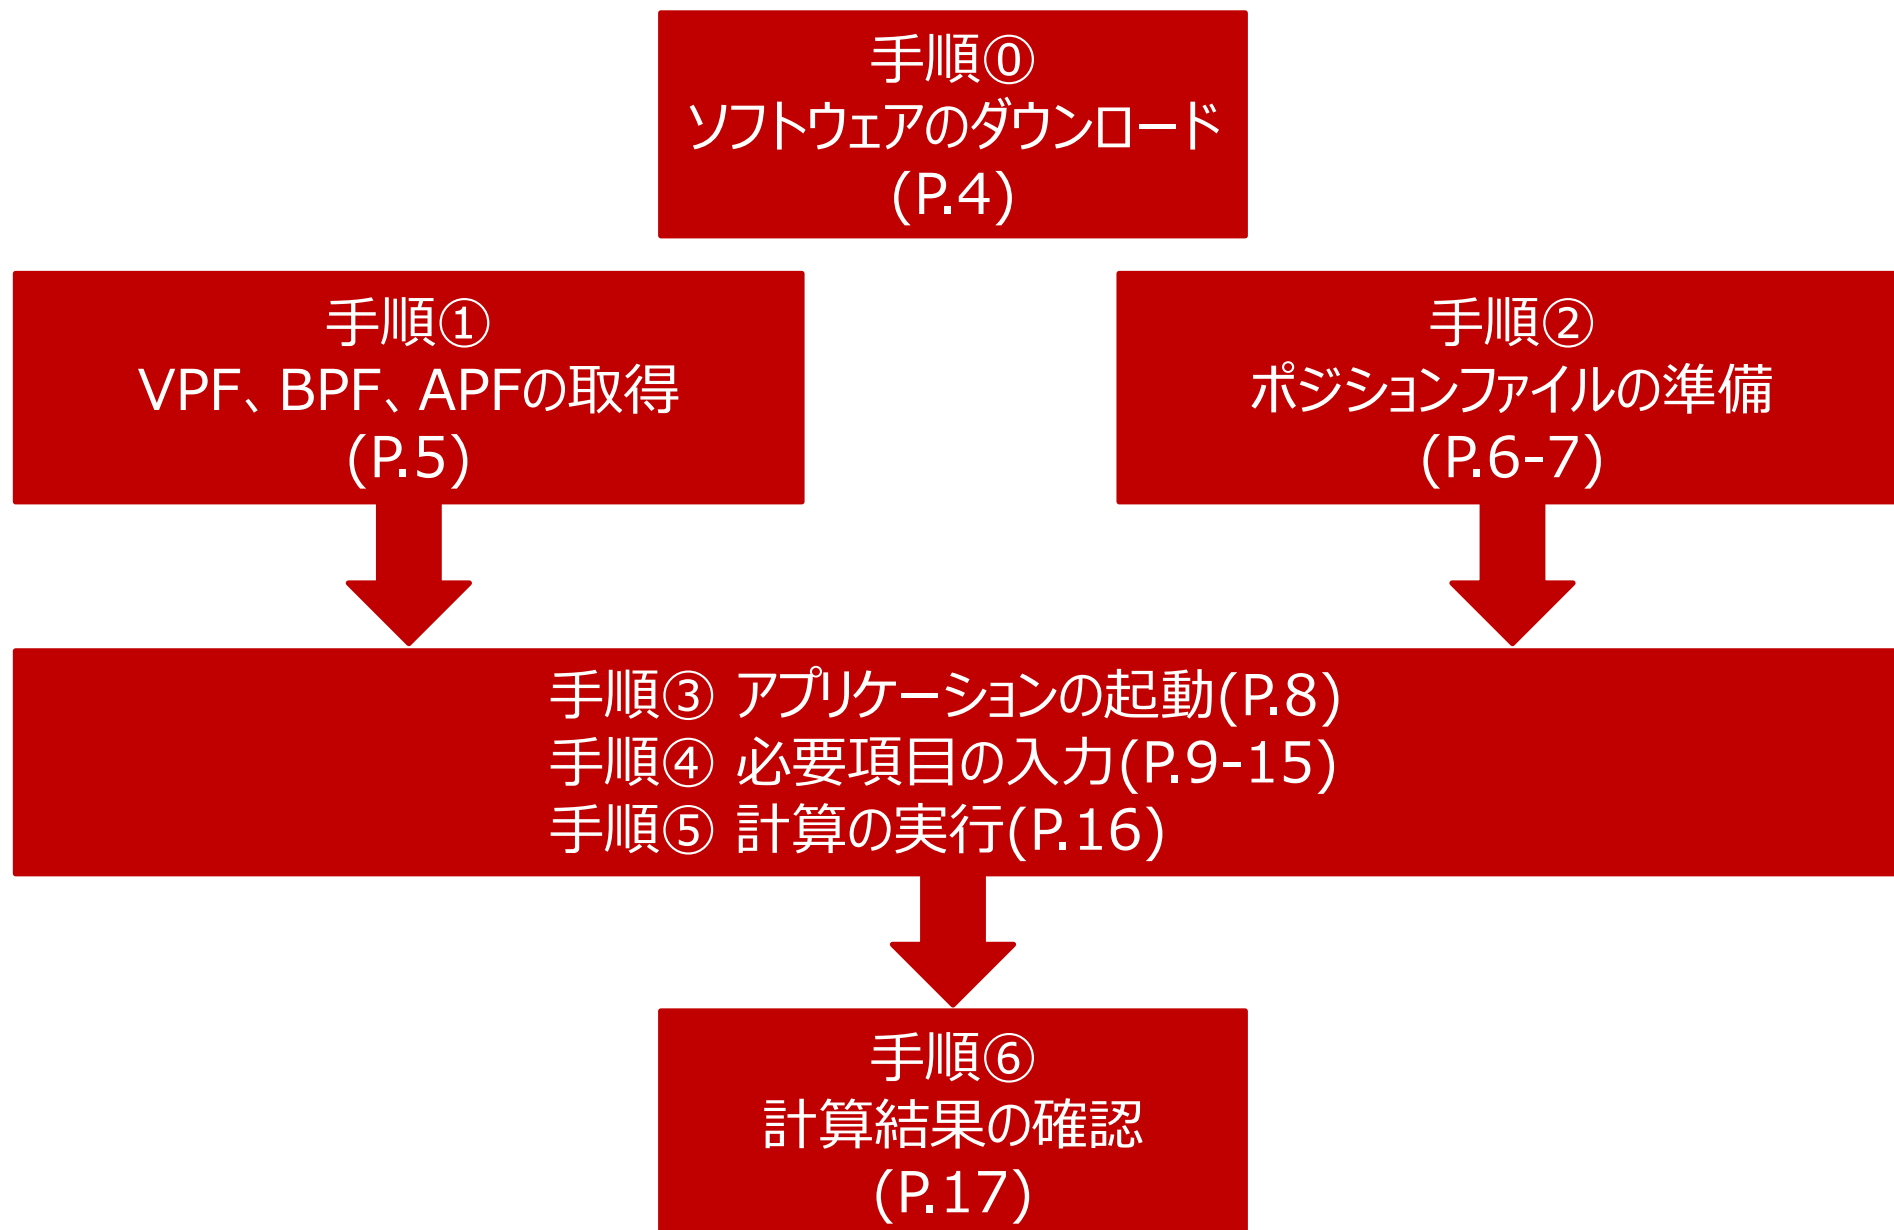 手順⓪
ソフトウェアのダウンロード
(P.4)
手順①
VPF、BPF、APFの取得
(P.5)
手順②
ポジションファイルの準備
(P.6-7)
手順③ アプリケーションの起動(P.8)
手順④ 必要項目の入力(P.9-15)
手順⑤ 計算の実行(P.16)
手順⑥
計算結果の確認
(P.17)